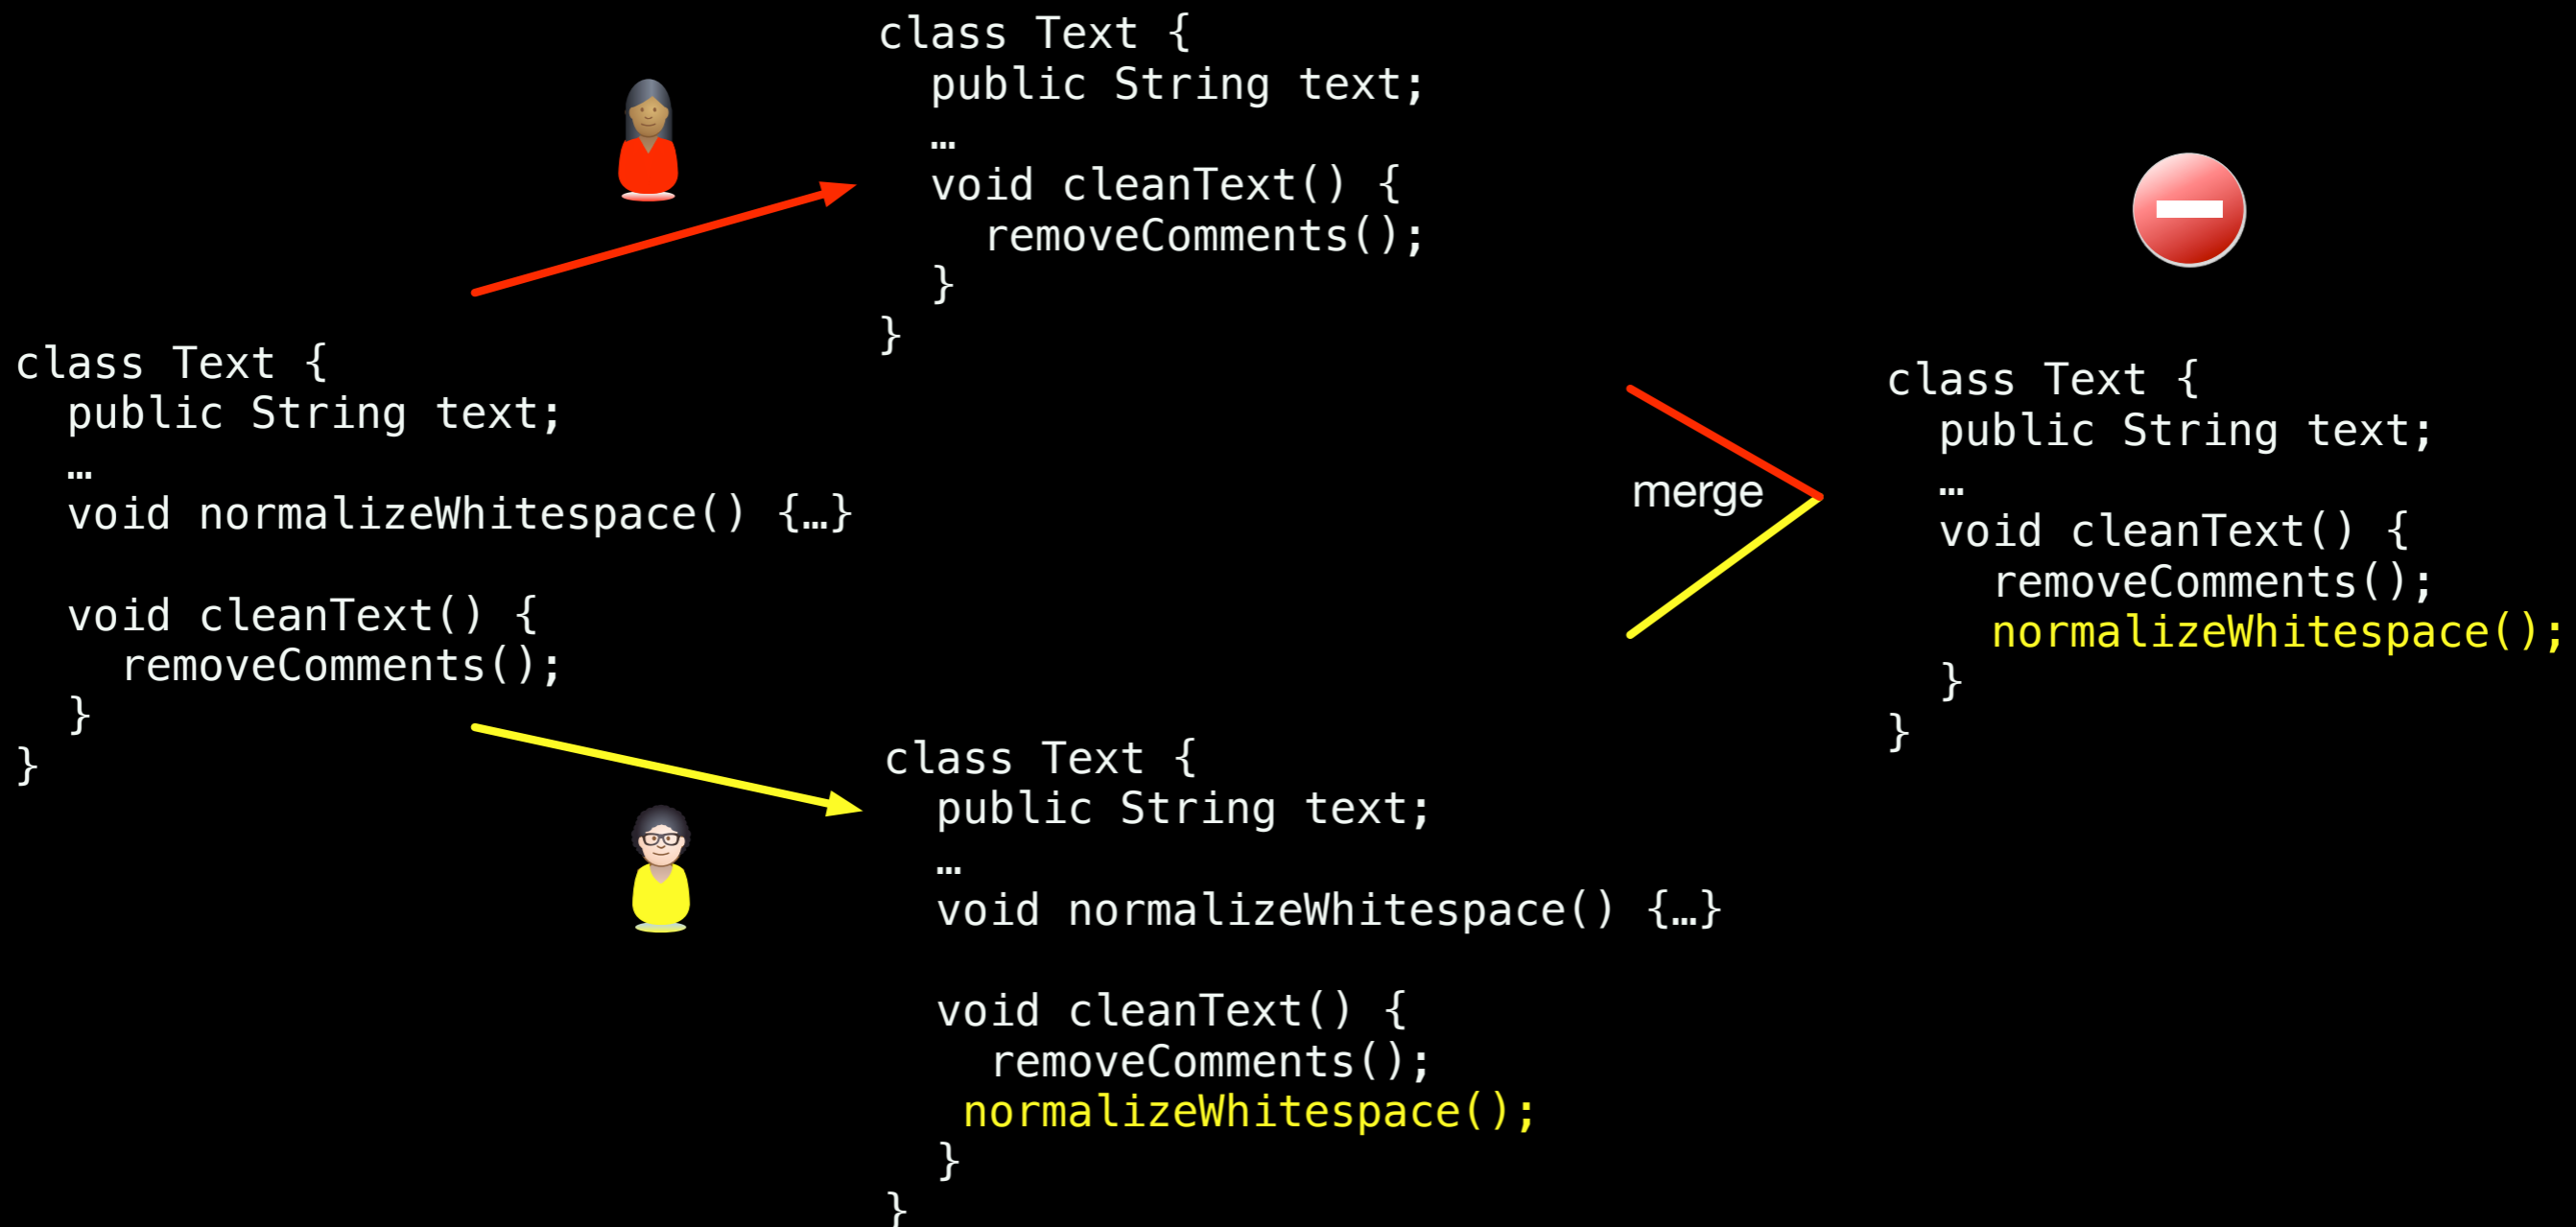 class Text {
  public String text;
  …
  void cleanText() {
    removeComments();
  }
}
class Text {
  public String text;
  …
  void normalizeWhitespace() {…}

  void cleanText() {
    removeComments();
  }
}
merge
class Text {
  public String text;
  …
  void cleanText() {
    removeComments();
    normalizeWhitespace();
  }
}
class Text {
  public String text;
  …
  void normalizeWhitespace() {…}

  void cleanText() {
    removeComments();
   normalizeWhitespace();
  }
}